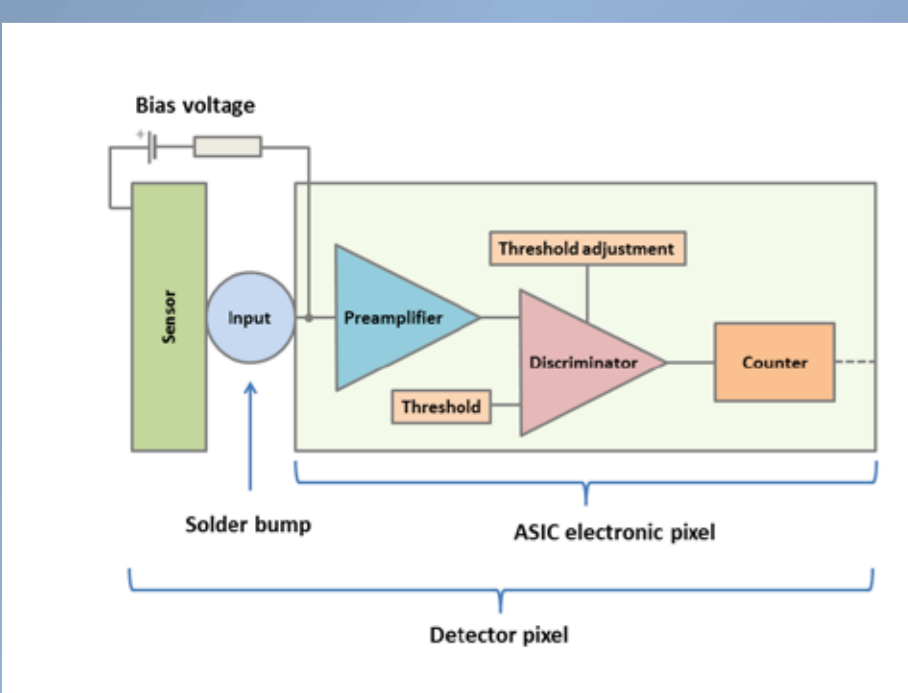 Bias voltage
+
Sensor
Input
Preamplifier
Threshold adjustment
Discriminator
Threshold
Counter
Solder bump
ASIC electronic pixel
Detector pixel